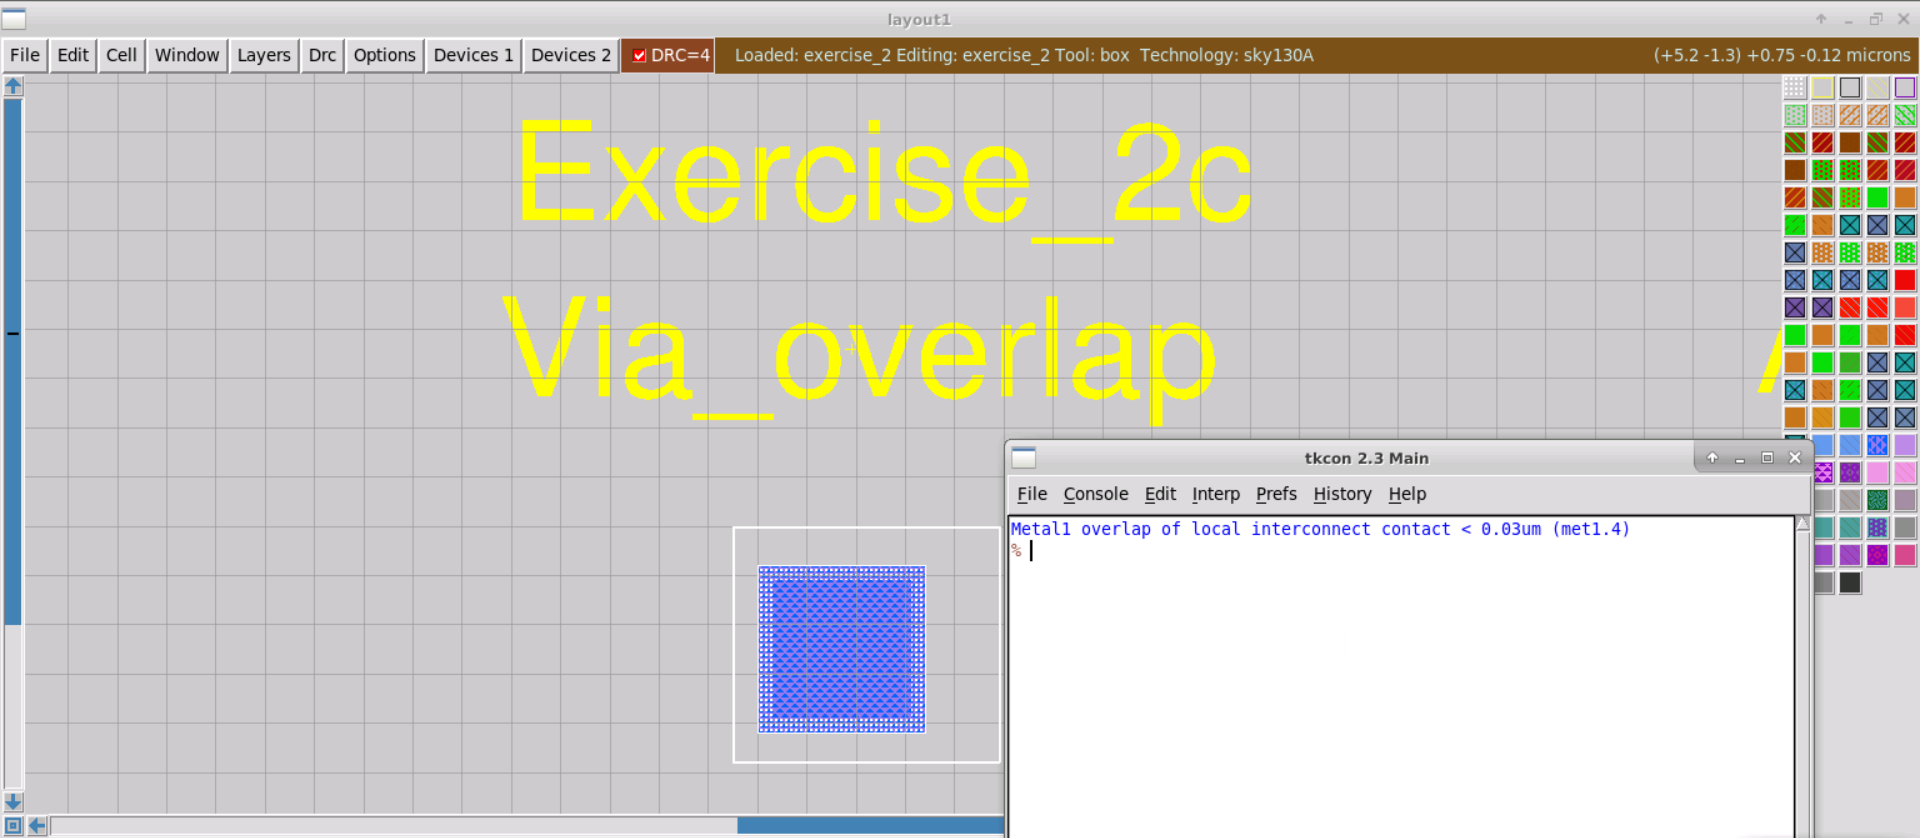 layout1
File Edit Cell Window Layers Drc Options Devices 1 Devices 2 DRC=4 Loaded: exercise_2 Editing: exercise_2 Tool: box Technology: sky130A (+5.2 -1.3) +0.75 -0.12 microns
Exercise_2c
Via_overlap
tkcon 2.3 Main
File Console Edit Interp Prefs History Help
Metal1 overlap of local interconnect contact < 0.03um (met1.4)
%